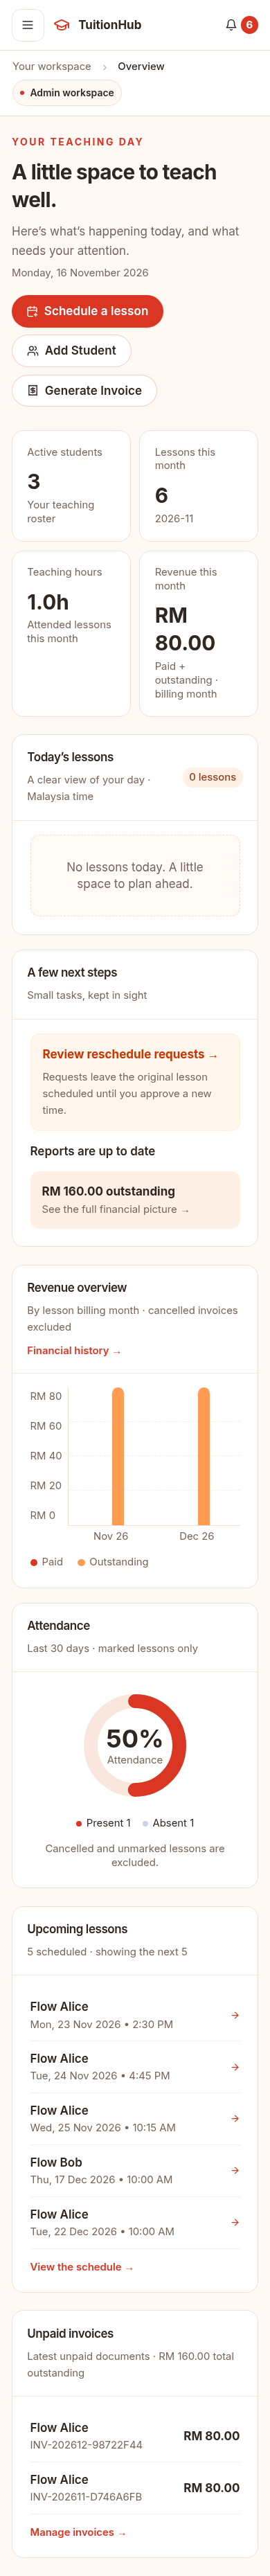 TuitionHub
6
Your workspace › Overview
Admin workspace
YOUR TEACHING DAY
A little space to teach
well.
Here’s what’s happening today, and what
needs your attention.
Monday, 16 November 2026
Schedule a lesson
Add Student
Generate Invoice
Active students
3
Your teaching
roster
Lessons this
month
6
2026-11
Teaching hours
1.0h
Attended lessons
this month
Revenue this
month
RM
80.00
Paid +
outstanding ·
billing month
Today’s lessons
A clear view of your day ·
Malaysia time
0 lessons
No lessons today. A little
space to plan ahead.
A few next steps
Small tasks, kept in sight
Review reschedule requests →
Requests leave the original lesson
scheduled until you approve a new
time.
Reports are up to date
RM 160.00 outstanding
See the full financial picture →
Revenue overview
By lesson billing month · cancelled invoices
excluded
Financial history →
RM 80
RM 60
RM 40
RM 20
RM 0
Nov 26 Dec 26
Paid Outstanding
Attendance
Last 30 days · marked lessons only
50%
Attendance
Present 1 Absent 1
Cancelled and unmarked lessons are
excluded.
Upcoming lessons
5 scheduled · showing the next 5
Flow Alice
Mon, 23 Nov 2026 • 2:30 PM
→
Flow Alice
Tue, 24 Nov 2026 • 4:45 PM
→
Flow Alice
Wed, 25 Nov 2026 • 10:15 AM
→
Flow Bob
Thu, 17 Dec 2026 • 10:00 AM
→
Flow Alice
Tue, 22 Dec 2026 • 10:00 AM
→
View the schedule →
Unpaid invoices
Latest unpaid documents · RM 160.00 total
outstanding
Flow Alice
INV-202612-98722F44
RM 80.00
Flow Alice
INV-202611-D746A6FB
RM 80.00
Manage invoices →